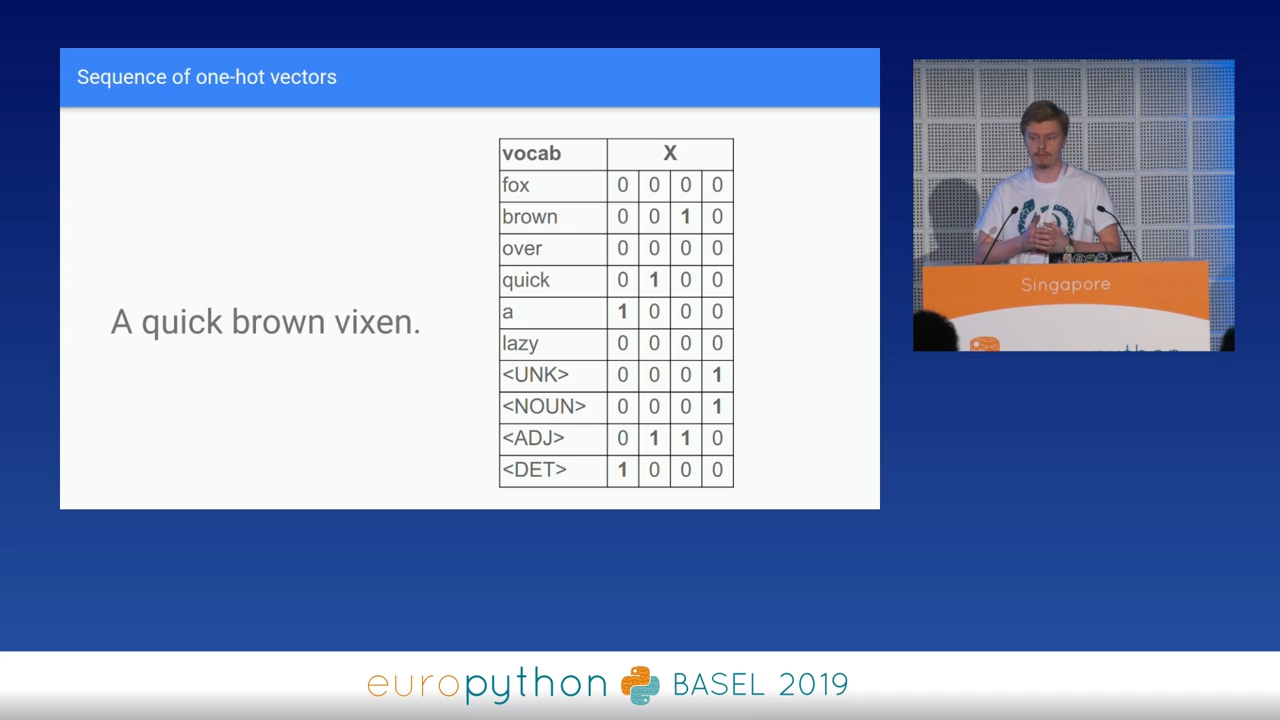 Sequence of one-hot vectors
A quick brown vixen.
vocab X
fox 0 0 0 0
brown 0 0 1 0
over 0 0 0 0
quick 0 1 0 0
a 1 0 0 0
lazy 0 0 0 0
<UNK> 0 0 0 1
<NOUN> 0 0 0 1
<ADJ> 0 1 1 0
<DET> 1 0 0 0
Singapore
europython BASEL 2019